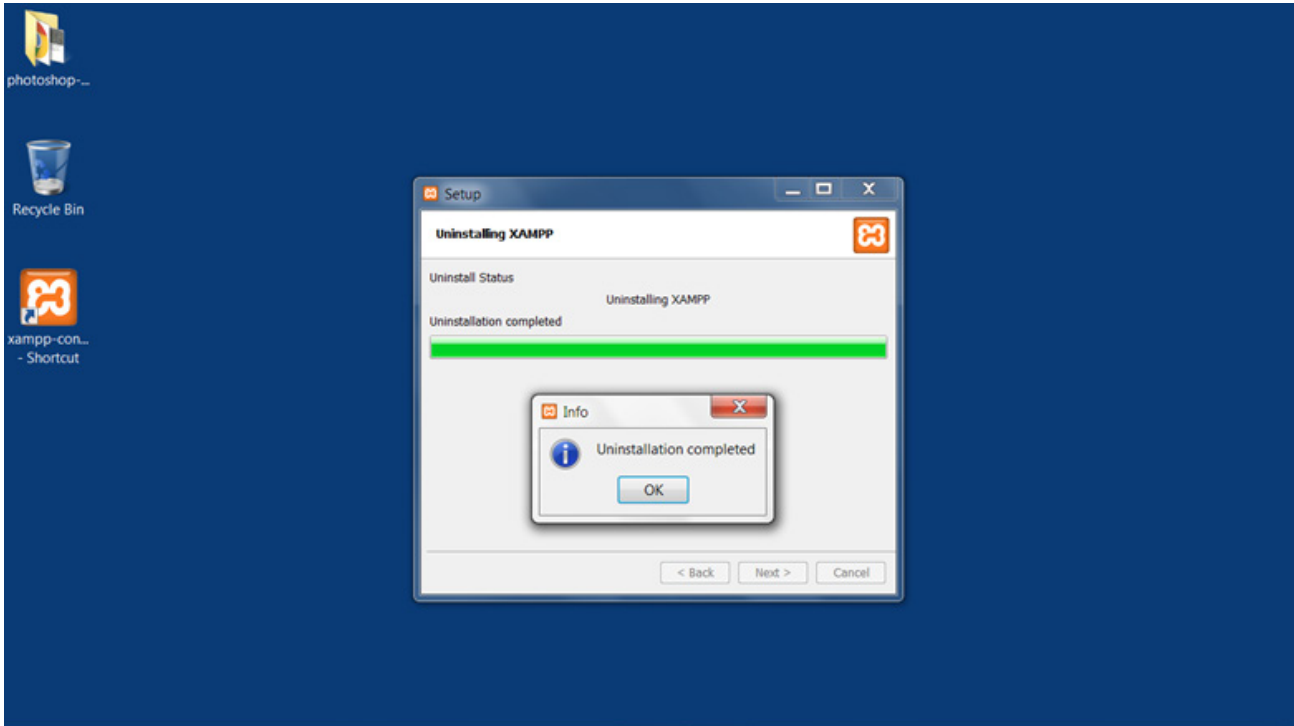 photoshop-...
Recycle Bin
xampp-con...
- Shortcut
Setup
Uninstalling XAMPP
Uninstall Status
Uninstalling XAMPP
Uninstallation completed
Info
Uninstallation completed
OK
< Back Next > Cancel